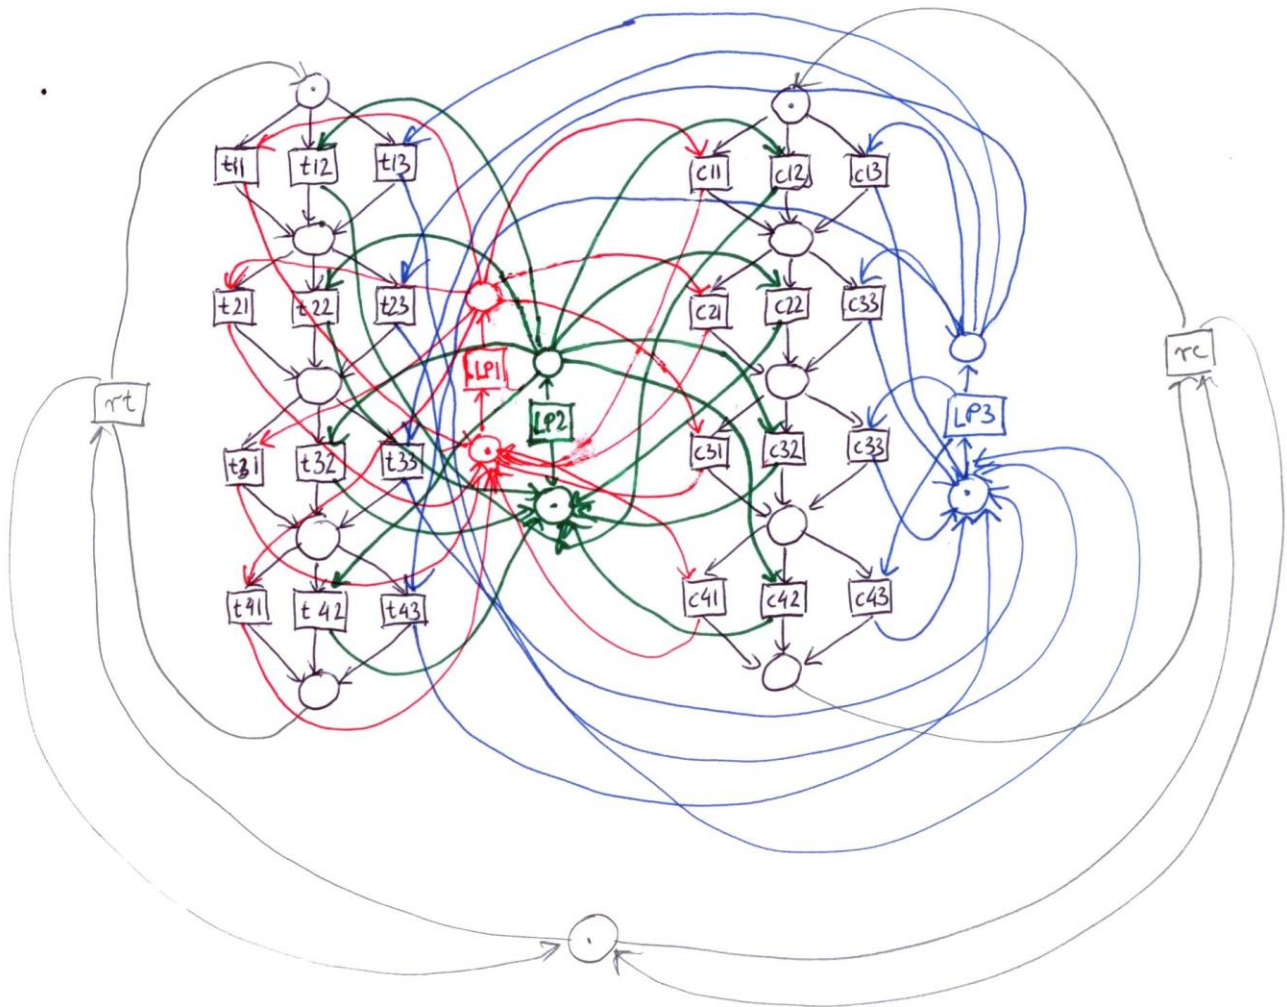 t11 t12 t13 c11 c12 c13
t21 t22 t23 c21 c22 c33
LP1 rc
rt LP2 LP3
t31 t32 t33 c31 c32 c33
t41 t42 t43 c41 c42 c43